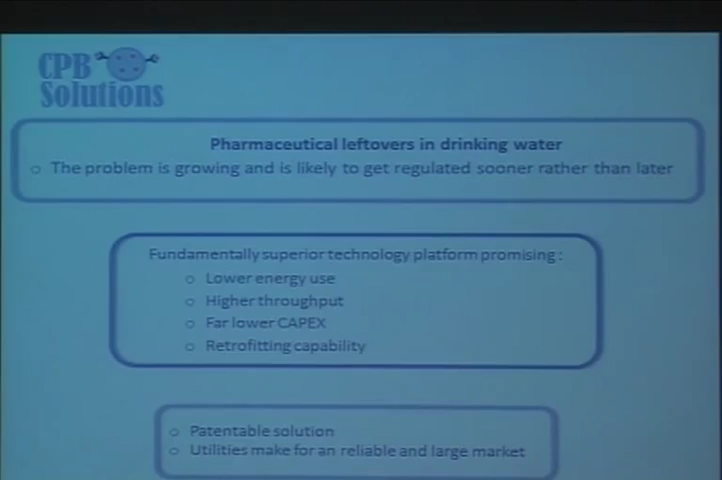 CPB
Solutions
Pharmaceutical leftovers in drinking water
○ The problem is growing and is likely to get regulated sooner rather than later
Fundamentally superior technology platform promising:
○ Lower energy use
○ Higher throughput
○ Far lower CAPEX
○ Retrofitting capability
○ Patentable solution
○ Utilities make for an reliable and large market